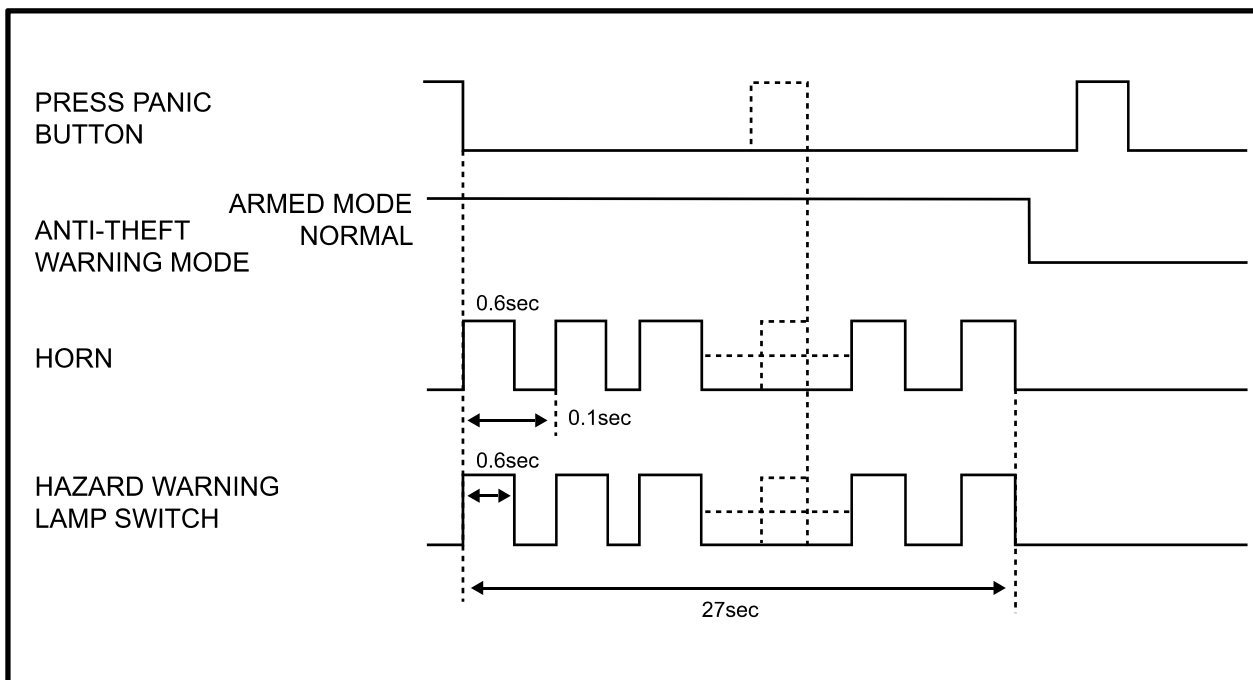 PRESS PANIC
BUTTON
ARMED MODE
NORMAL
ANTI-THEFT
WARNING MODE
0.6sec
HORN
0.1sec
0.6sec
HAZARD WARNING
LAMP SWITCH
27sec